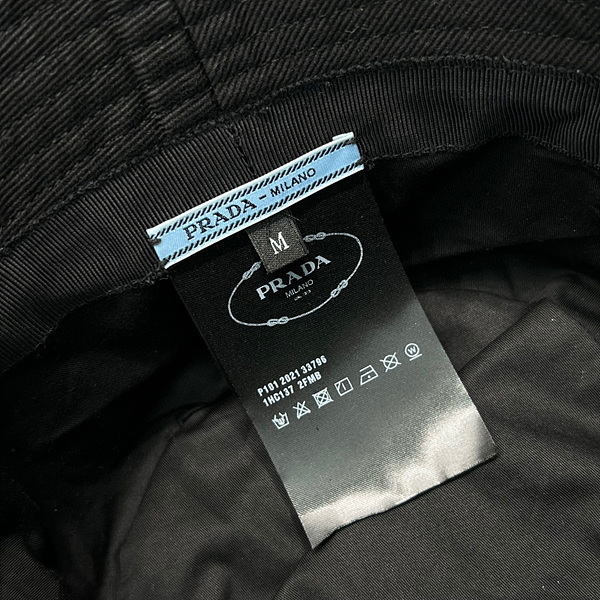 PRADA - MILANO
M
PRADA
MILANO
P101 2021 33796
1HC137 2FMB
W